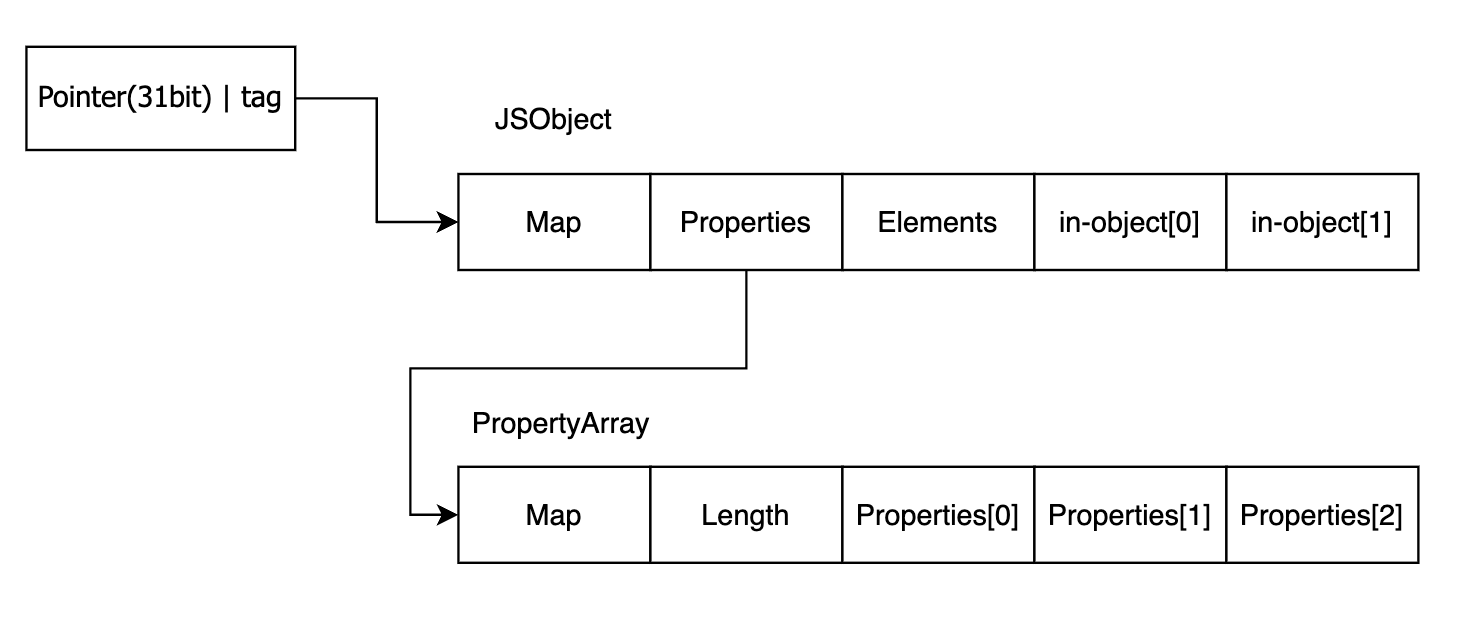 Pointer(31bit) | tag
JSObject
Map Properties Elements in-object[0] in-object[1]
PropertyArray
Map Length Properties[0] Properties[1] Properties[2]